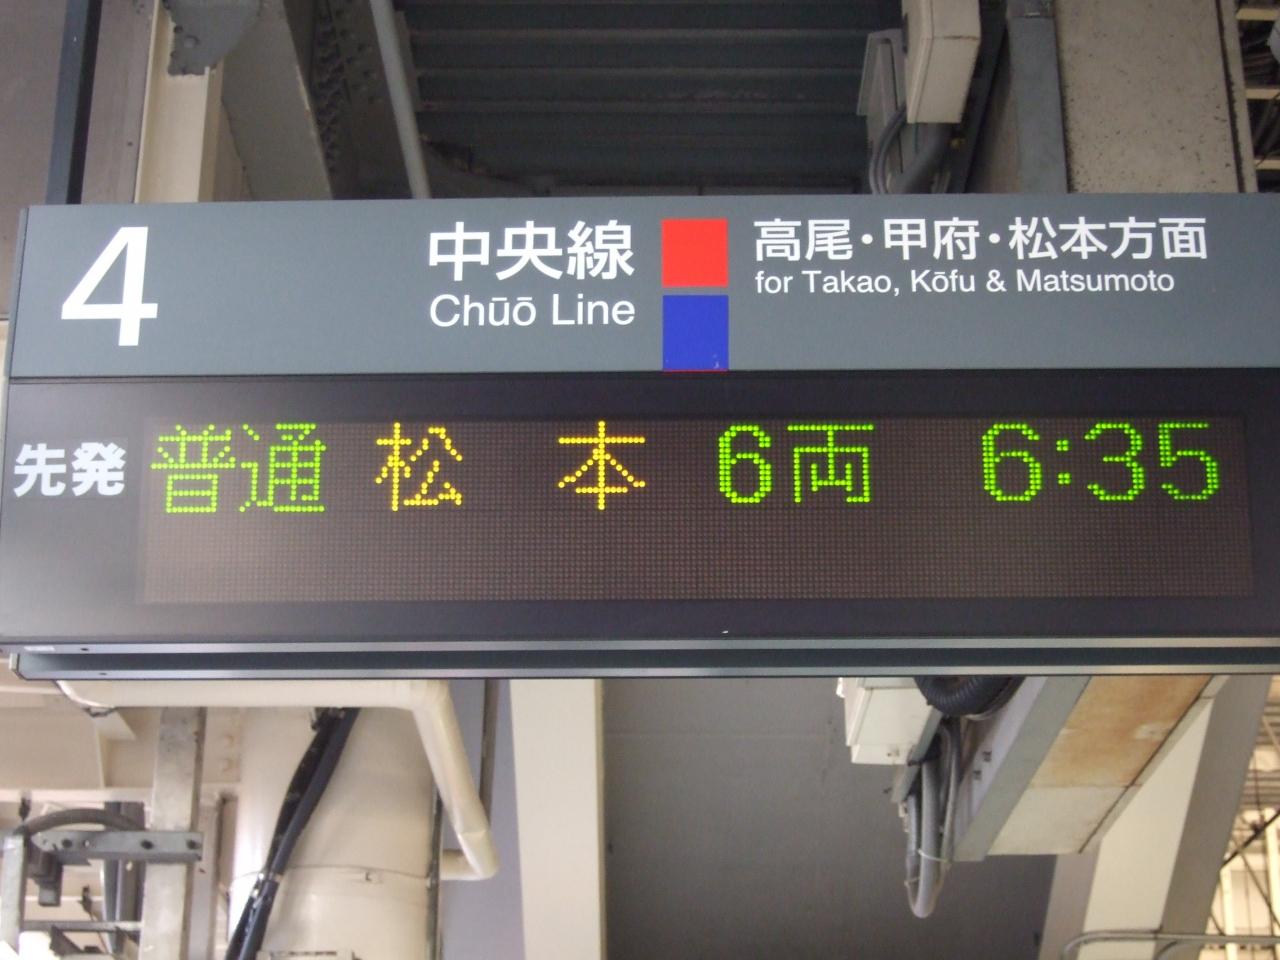 4 中央線 高尾・甲府・松本方面
Chūō Line for Takao, Kōfu & Matsumoto
先発 普通 松 本 6両 6:35